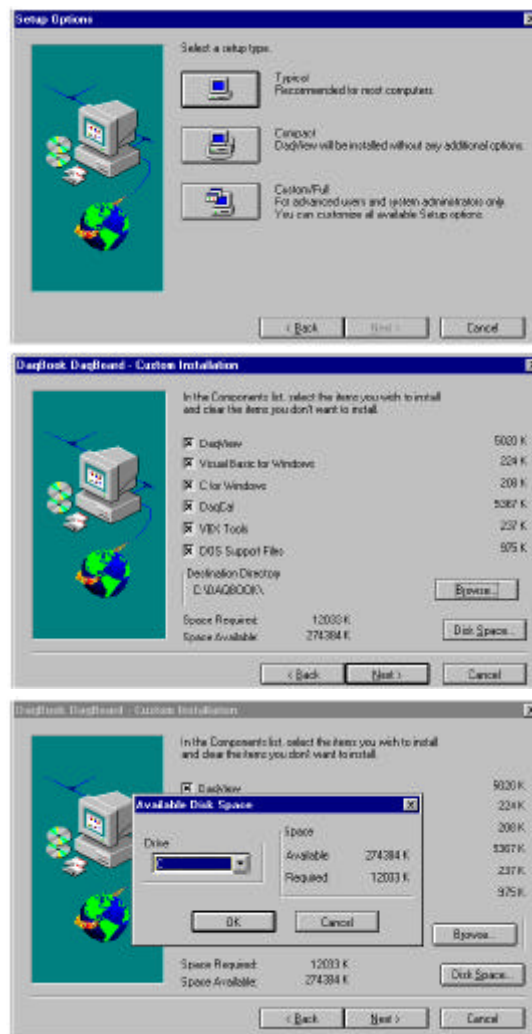 Setup Options
Select a setup type.
Typical
Recommended for most computers.
Compact
DaqView will be installed without any additional options.
Custom/Full
For advanced users and system administrators only.
You can customize all available Setup options.
< Back
Next >
Cancel
DaqBook DaqBoard - Custom Installation
In the Components list, select the items you wish to install
and clear the items you don't want to install.
DaqView 5020 K
Visual Basic for Windows 224 K
C for Windows 208 K
DaqCal 5367 K
VBX Tools 237 K
DOS Support Files 975 K
Destination Directory
C:\DAQBOOK\
Browse...
Space Required: 12033 K
Space Available: 274384 K
Disk Space...
< Back
Next >
Cancel
DaqBook DaqBoard - Custom Installation
In the Components list, select the items you wish to install
and clear the items you don't want to install.
DaqView 5020 K
224 K
208 K
5367 K
237 K
975 K
Available Disk Space
Drive
Space
Available 274384 K
Required 12033 K
OK
Cancel
Browse...
Space Required: 12033 K
Space Available: 274384 K
Disk Space...
< Back
Next >
Cancel